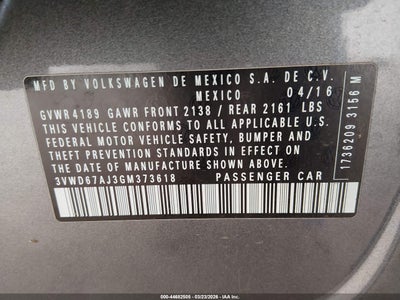 MFD BY VOLKSWAGEN DE MEXICO S.A. DE C.V.
MEXICO 04/16
GVWR 4189 GAWR FRONT 2138 / REAR 2161 LBS
THIS VEHICLE CONFORMS TO ALL APPLICABLE U.S.
FEDERAL MOTOR VEHICLE SAFETY, BUMPER AND
THEFT PREVENTION STANDARDS IN EFFECT ON THE
DATE OF MANUFACTURE SHOWN ABOVE.
3VWD67AJ3GM373618 PASSENGER CAR
1736209 3156 M
000-44682505 - 03/23/2026 - IAA Inc.